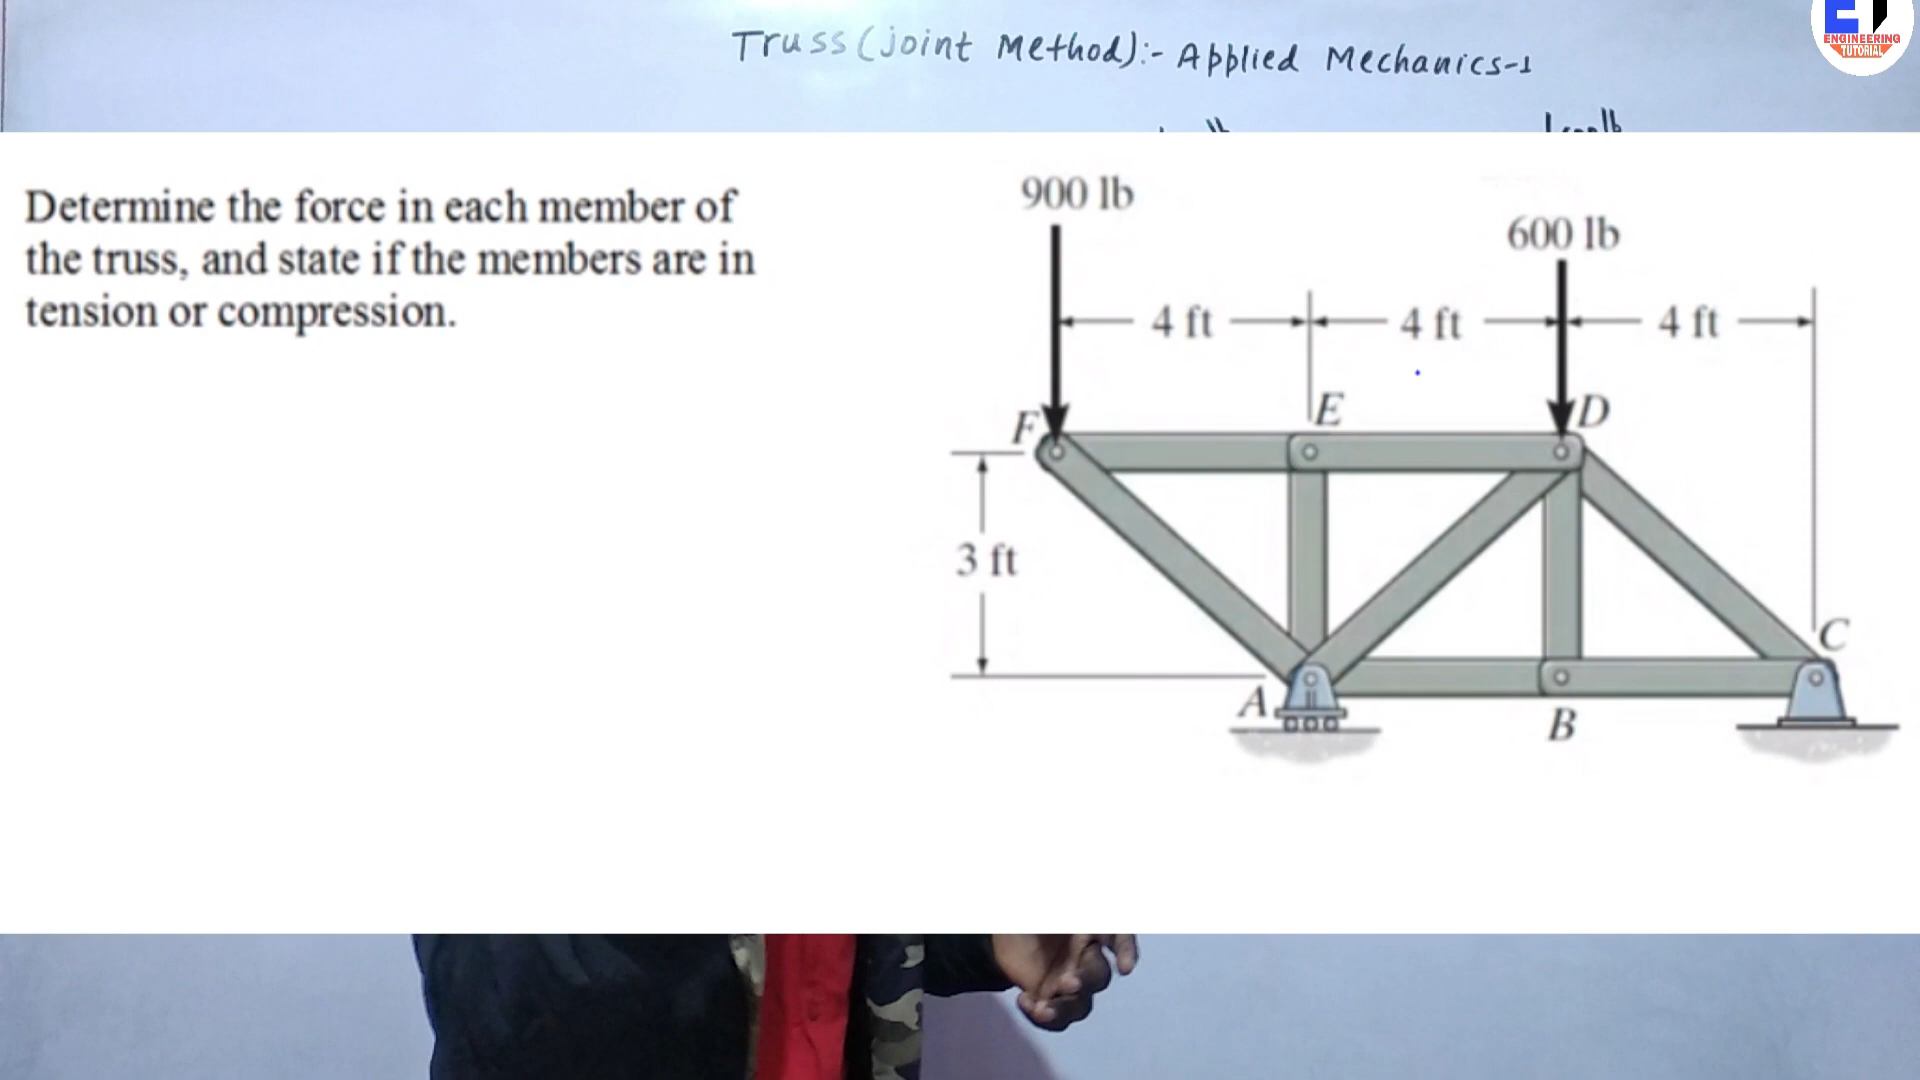 Truss (joint Method):- Applied Mechanics-1
ENGINEERING
TUTORIAL
Determine the force in each member of
the truss, and state if the members are in
tension or compression.
900 lb
600 lb
4 ft
4 ft
4 ft
F
E
D
3 ft
C
A
B